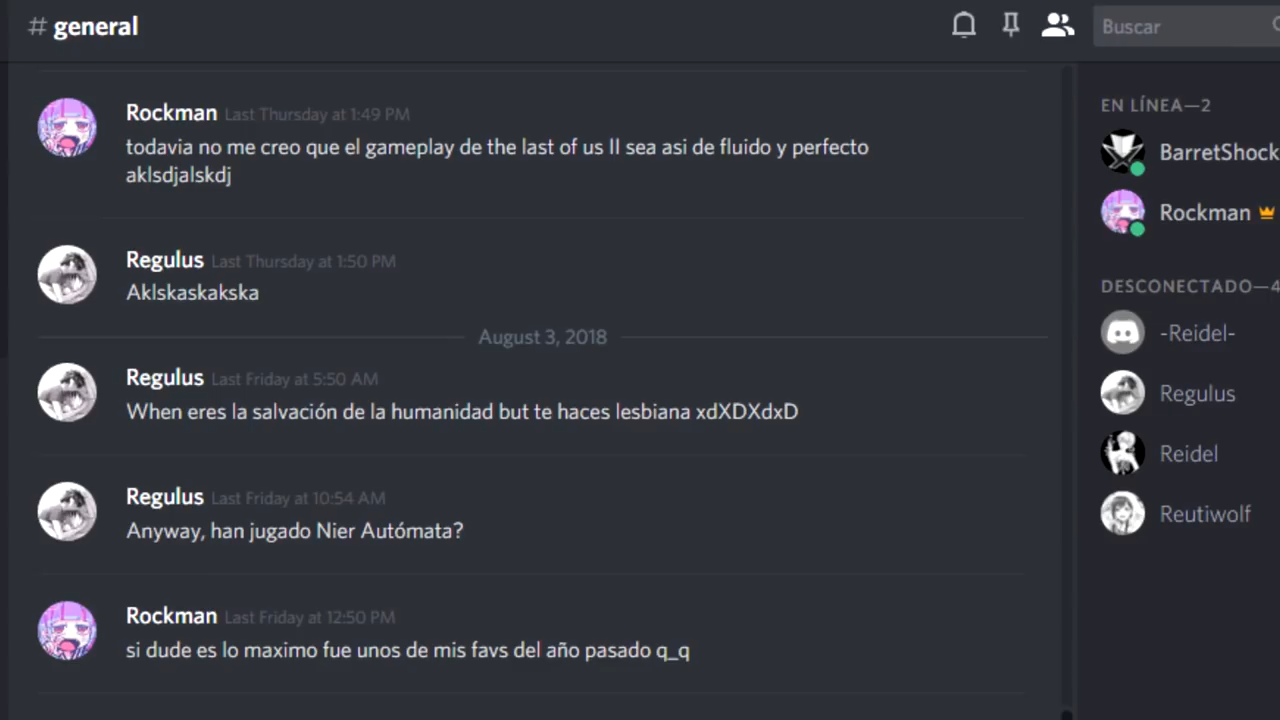 # general
Buscar
Rockman Last Thursday at 1:49 PM
todavia no me creo que el gameplay de the last of us II sea asi de fluido y perfecto
aklsdjalskdj
Regulus Last Thursday at 1:50 PM
Aklskaskakska
August 3, 2018
Regulus Last Friday at 5:50 AM
When eres la salvación de la humanidad but te haces lesbiana xdXDXdxD
Regulus Last Friday at 10:54 AM
Anyway, han jugado Nier Autómata?
Rockman Last Friday at 12:50 PM
si dude es lo maximo fue unos de mis favs del año pasado q_q
EN LÍNEA—2
BarretShock
Rockman
DESCONECTADO—4
-Reidel-
Regulus
Reidel
Reutiwolf